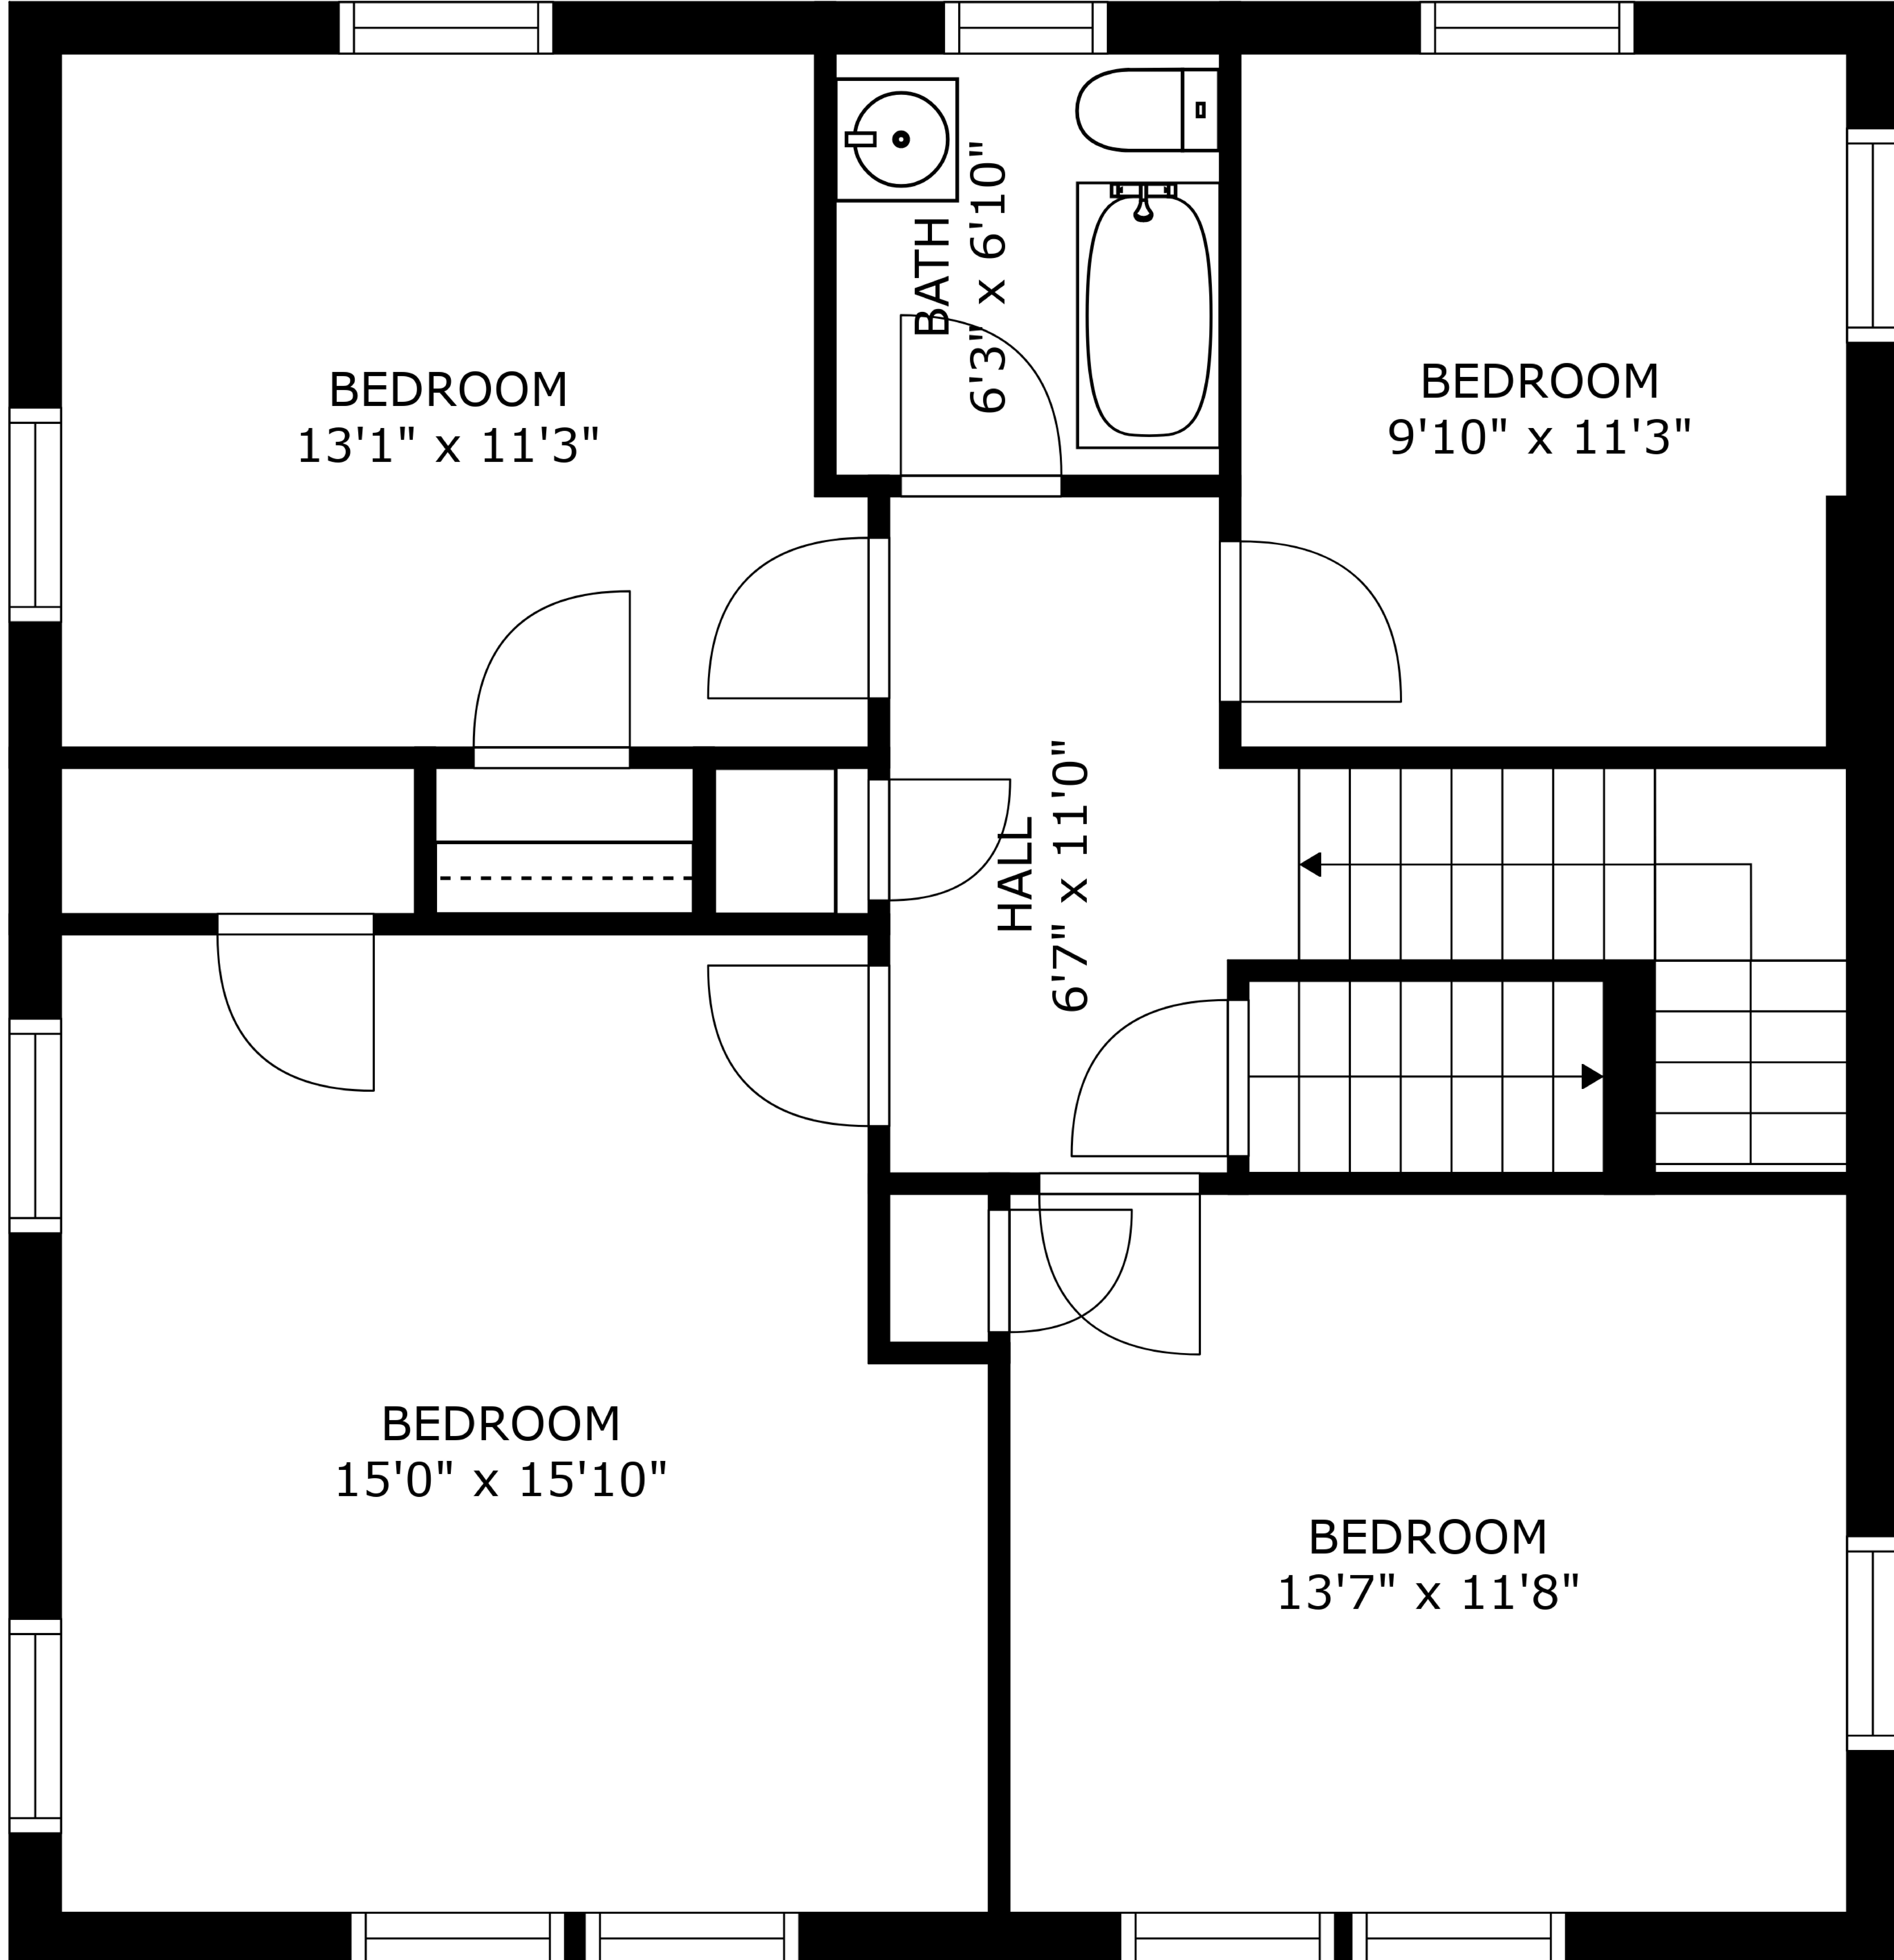 BEDROOM
13'1" x 11'3"
BATH
6'3" x 6'10"
BEDROOM
9'10" x 11'3"
HALL
6'7" x 11'0"
BEDROOM
15'0" x 15'10"
BEDROOM
13'7" x 11'8"